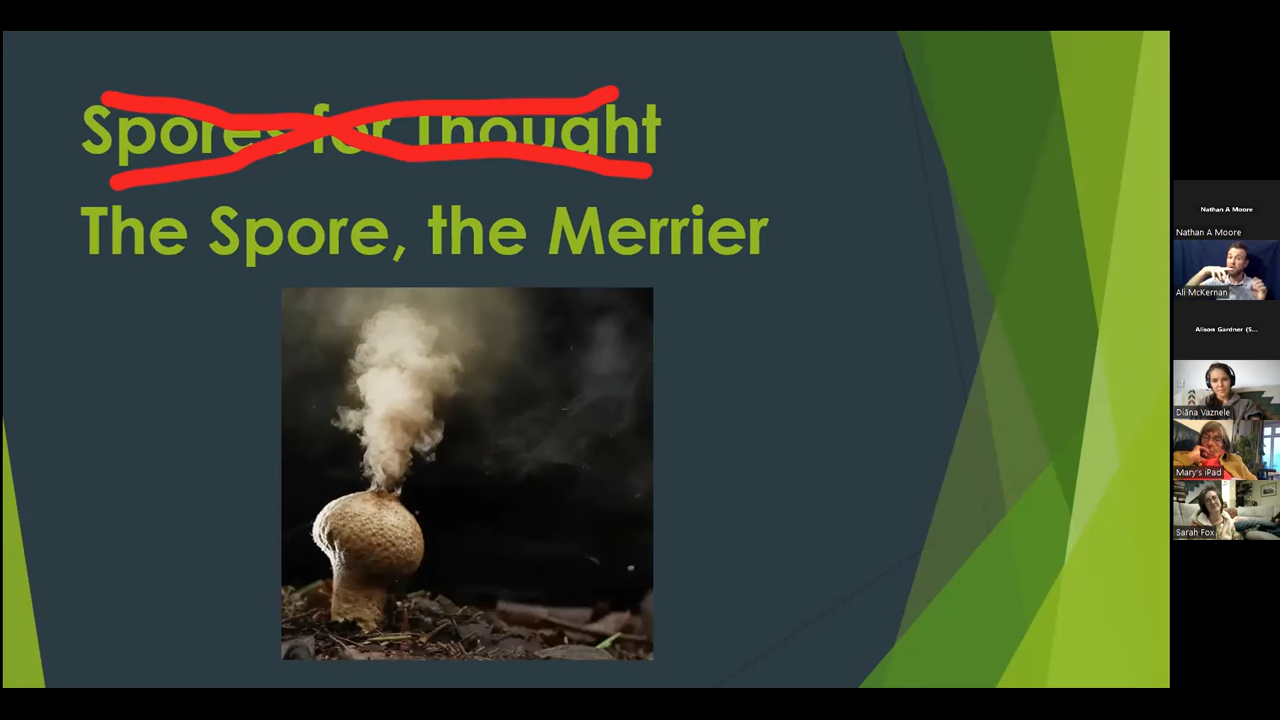 Spores for Thought
The Spore, the Merrier
Nathan A Moore
Nathan A Moore
Ali McKernan
Alison Gardner (S...
Diāna Vaznele
Mary's iPad
Sarah Fox